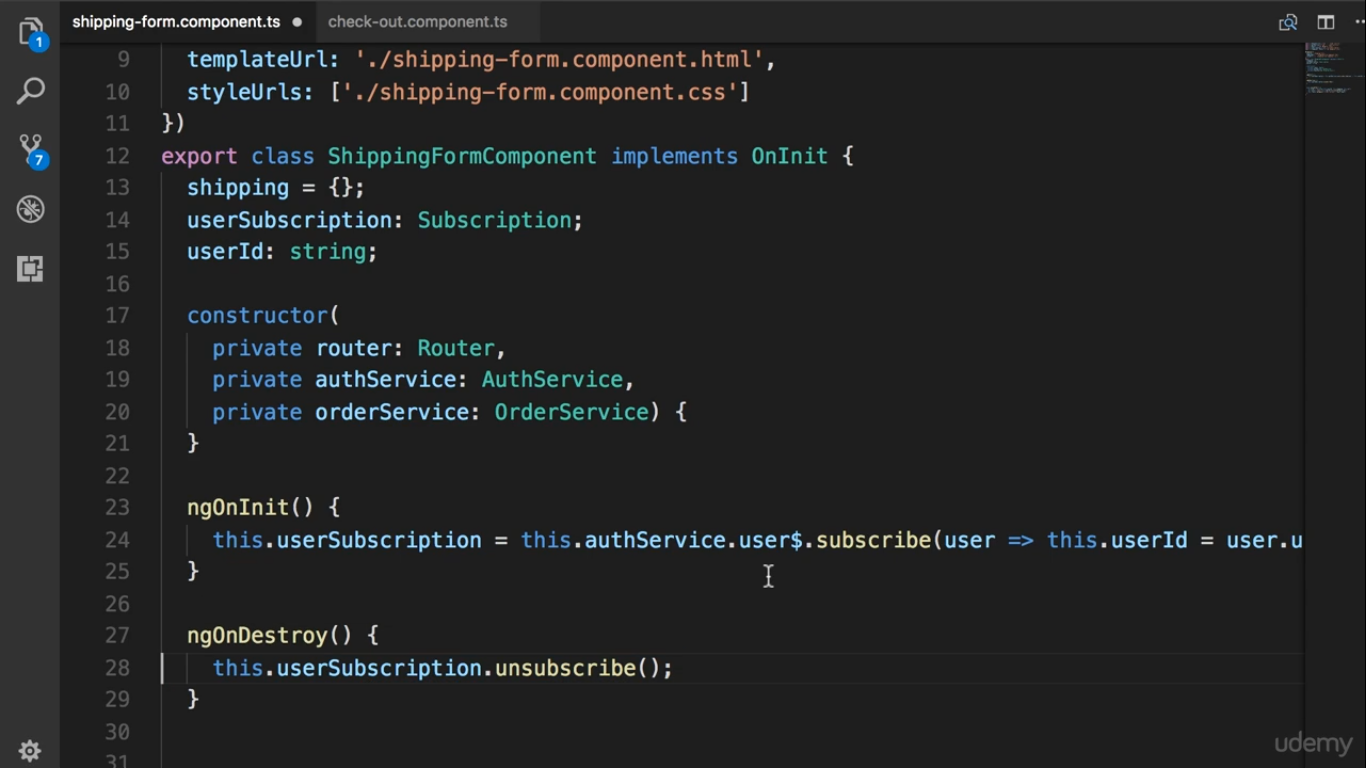 shipping-form.component.ts check-out.component.ts
1
7
9 templateUrl: './shipping-form.component.html',
10 styleUrls: ['./shipping-form.component.css']
11 })
12 export class ShippingFormComponent implements OnInit {
13 shipping = {};
14 userSubscription: Subscription;
15 userId: string;
16
17 constructor(
18 private router: Router,
19 private authService: AuthService,
20 private orderService: OrderService) {
21 }
22
23 ngOnInit() {
24 this.userSubscription = this.authService.user$.subscribe(user => this.userId = user.u
25 }
26
27 ngOnDestroy() {
28 this.userSubscription.unsubscribe();
29 }
30
31
udemy